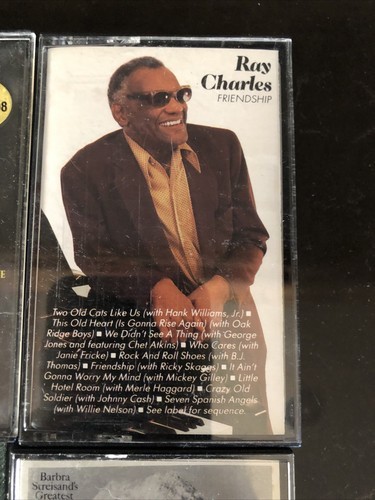 Ray
Charles
FRIENDSHIP
Two Old Cats Like Us (with Hank Williams, Jr.) ■
This Old Heart (Is Gonna Rise Again) (with Oak
Ridge Boys) ■ We Didn't See A Thing (with George
Jones and featuring Chet Atkins) ■ Who Cares (with
Janie Fricke) ■ Rock And Roll Shoes (with B.J.
Thomas) ■ Friendship (with Ricky Skaggs) ■ It Ain't
Gonna Worry My Mind (with Mickey Gilley) ■ Little
Hotel Room (with Merle Haggard) ■ Crazy Old
Soldier (with Johnny Cash) ■ Seven Spanish Angels
(with Willie Nelson) ■ See label for sequence.
Barbra
Streisand's
Greatest